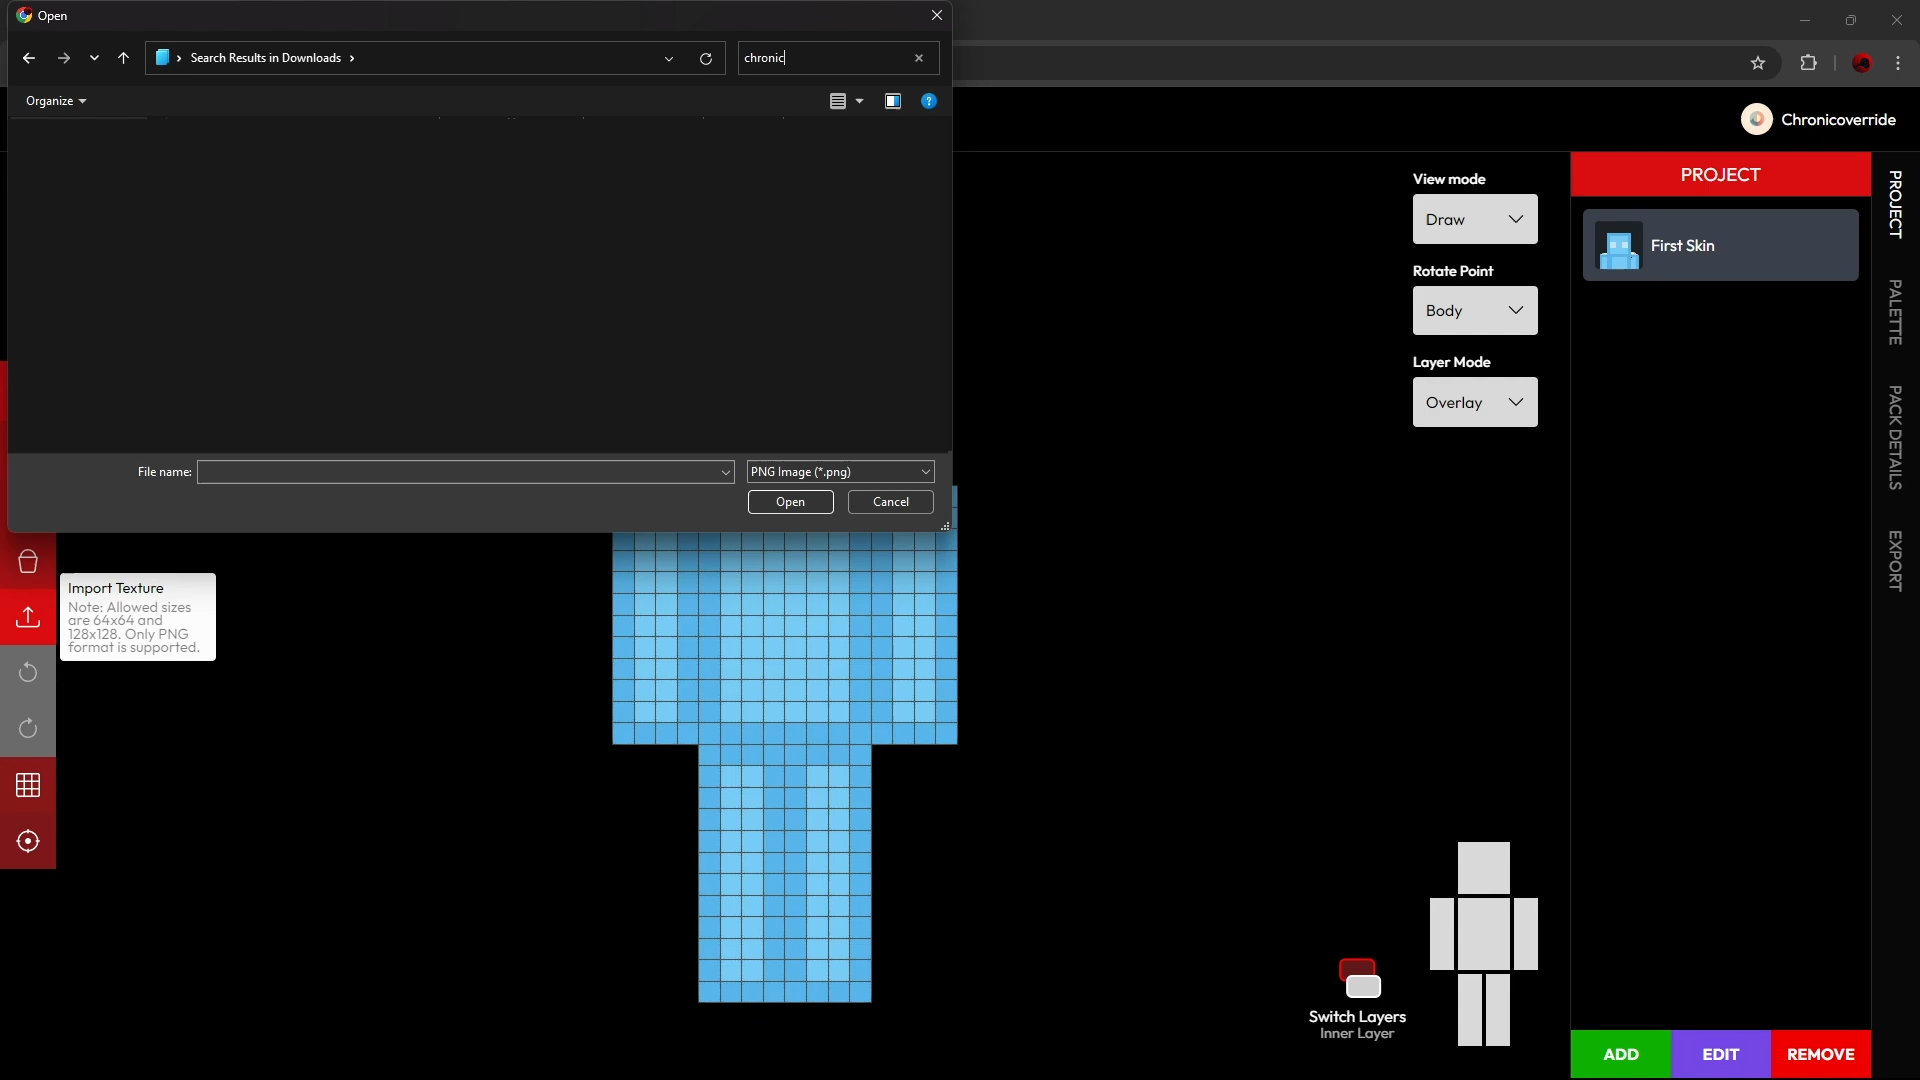 Open
Search Results in Downloads
chronic
Organize
File name:
PNG Image (*.png)
Open
Cancel
Chronicoverride
View mode
Draw
Rotate Point
Body
Layer Mode
Overlay
PROJECT
First Skin
PROJECT
PALETTE
PACK DETAILS
EXPORT
Import Texture
Note: Allowed sizes
are 64x64 and
128x128. Only PNG
format is supported.
Switch Layers
Inner Layer
ADD
EDIT
REMOVE